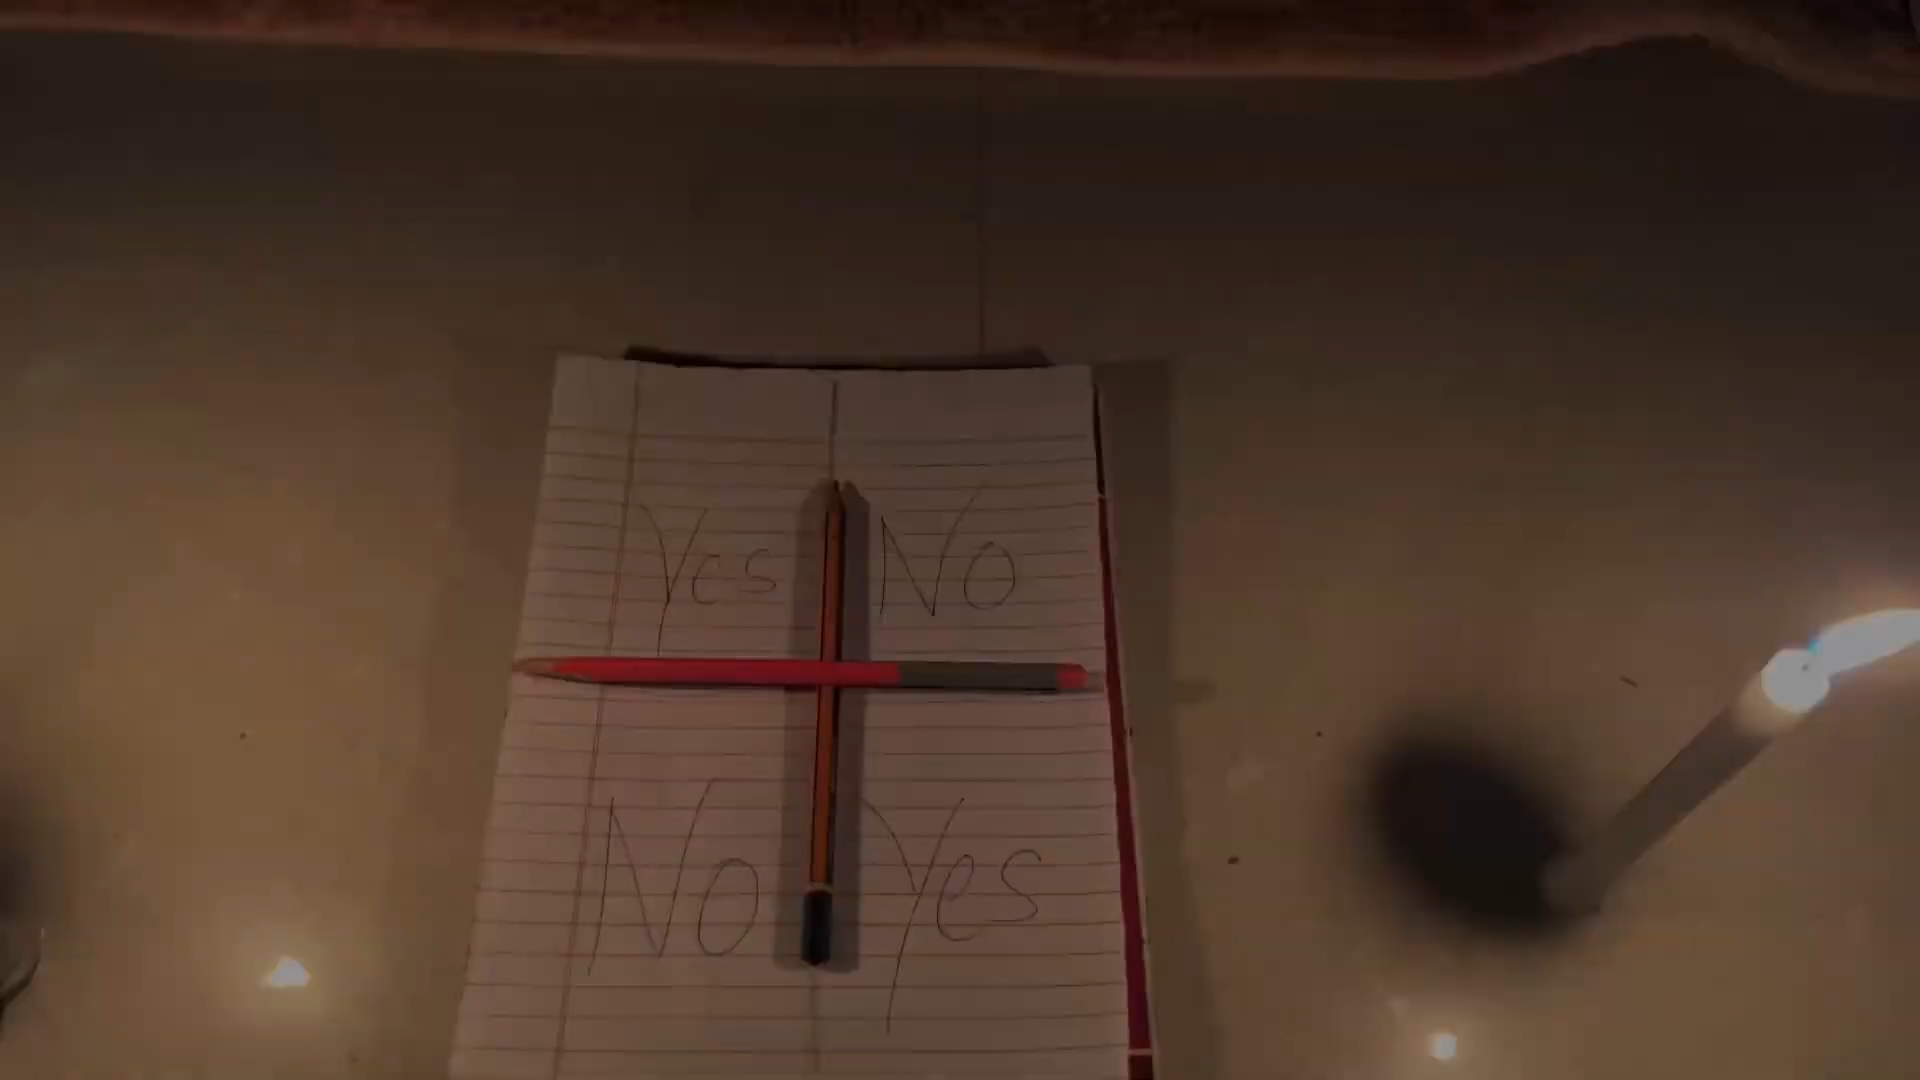 Yes No
No Yes